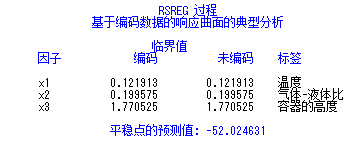 RSREG 过程
基于编码数据的响应曲面的典型分析
临界值
因子 编码 未编码 标签
x1 0.121913 0.121913 温度
x2 0.199575 0.199575 气体-液体比
x3 1.770525 1.770525 容器的高度
平稳点的预测值: -52.024631